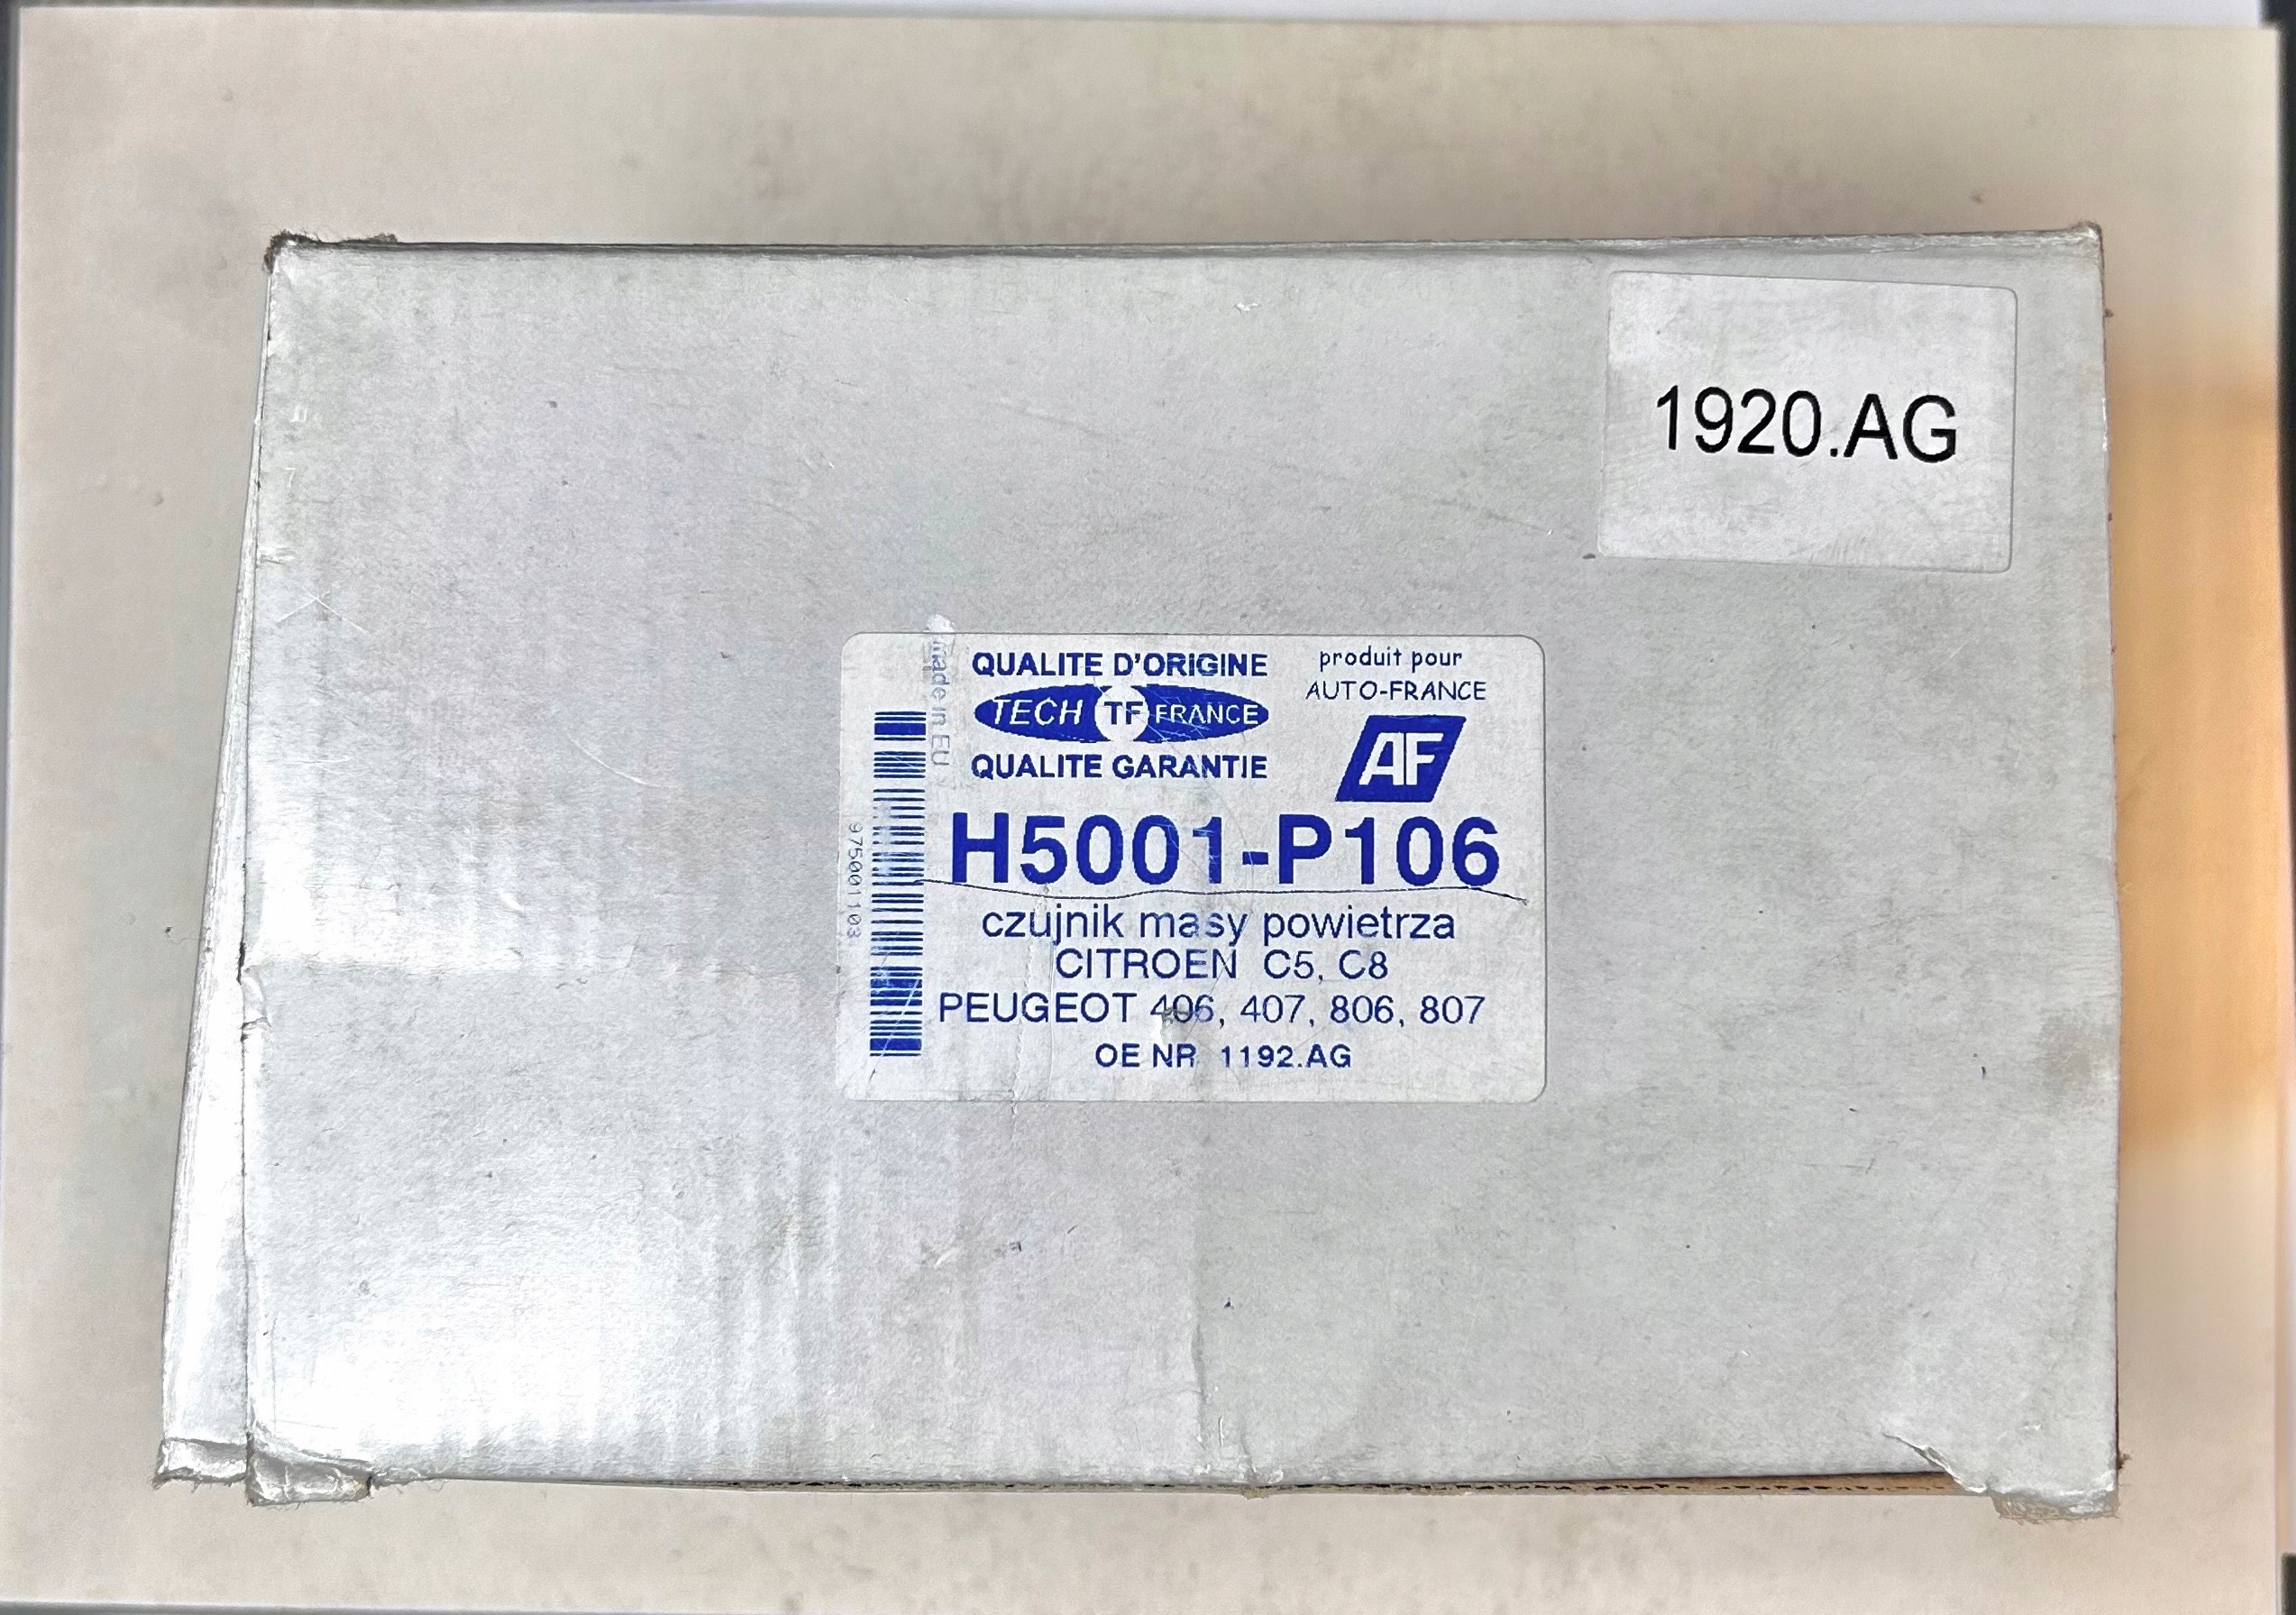 1920.AG
made in EU
QUALITE D'ORIGINE
TECH TF FRANCE
QUALITE GARANTIE
produit pour
AUTO-FRANCE
AF
H5001-P106
czujnik masy powietrza
CITROEN C5, C8
PEUGEOT 406, 407, 806, 807
OE NR 1192.AG
975001103